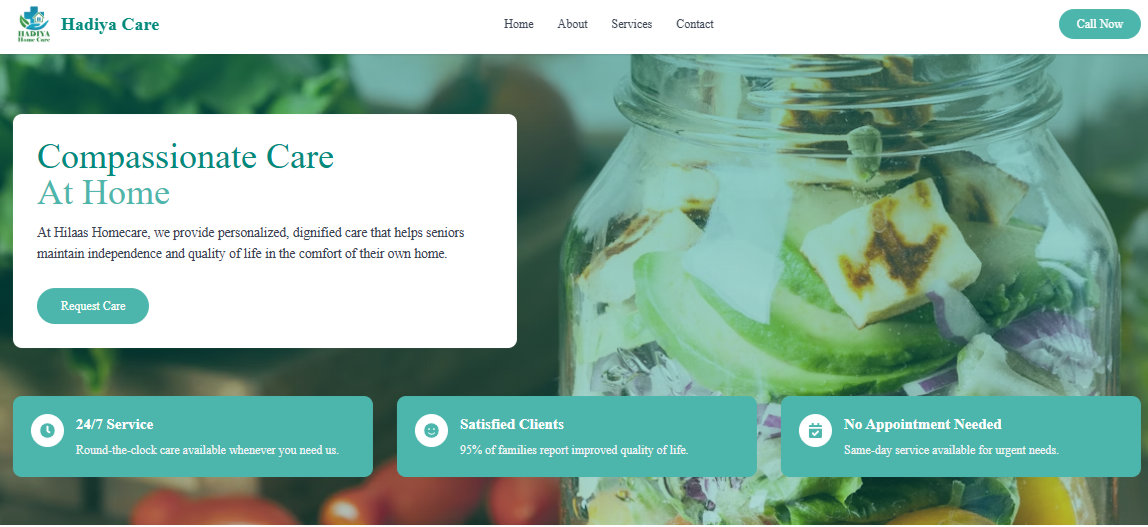 HADIYA
Home Care
Hadiya Care
Home
About
Services
Contact
Call Now
Compassionate Care
At Home
At Hilaas Homecare, we provide personalized, dignified care that helps seniors
maintain independence and quality of life in the comfort of their own home.
Request Care
24/7 Service
Round-the-clock care available whenever you need us.
Satisfied Clients
95% of families report improved quality of life.
No Appointment Needed
Same-day service available for urgent needs.